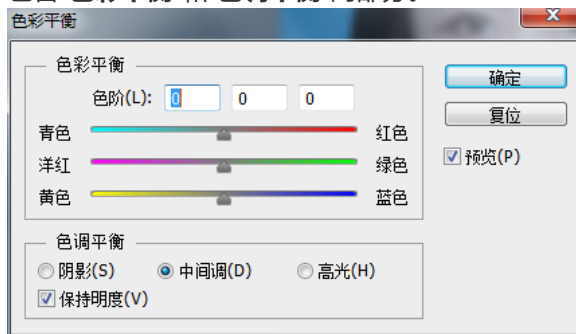 色彩平衡
色彩平衡
色阶(L): 0 0 0
确定
复位
青色 红色
洋红 绿色
预览(P)
黄色 蓝色
色调平衡
阴影(S) 中间调(D) 高光(H)
保持明度(V)